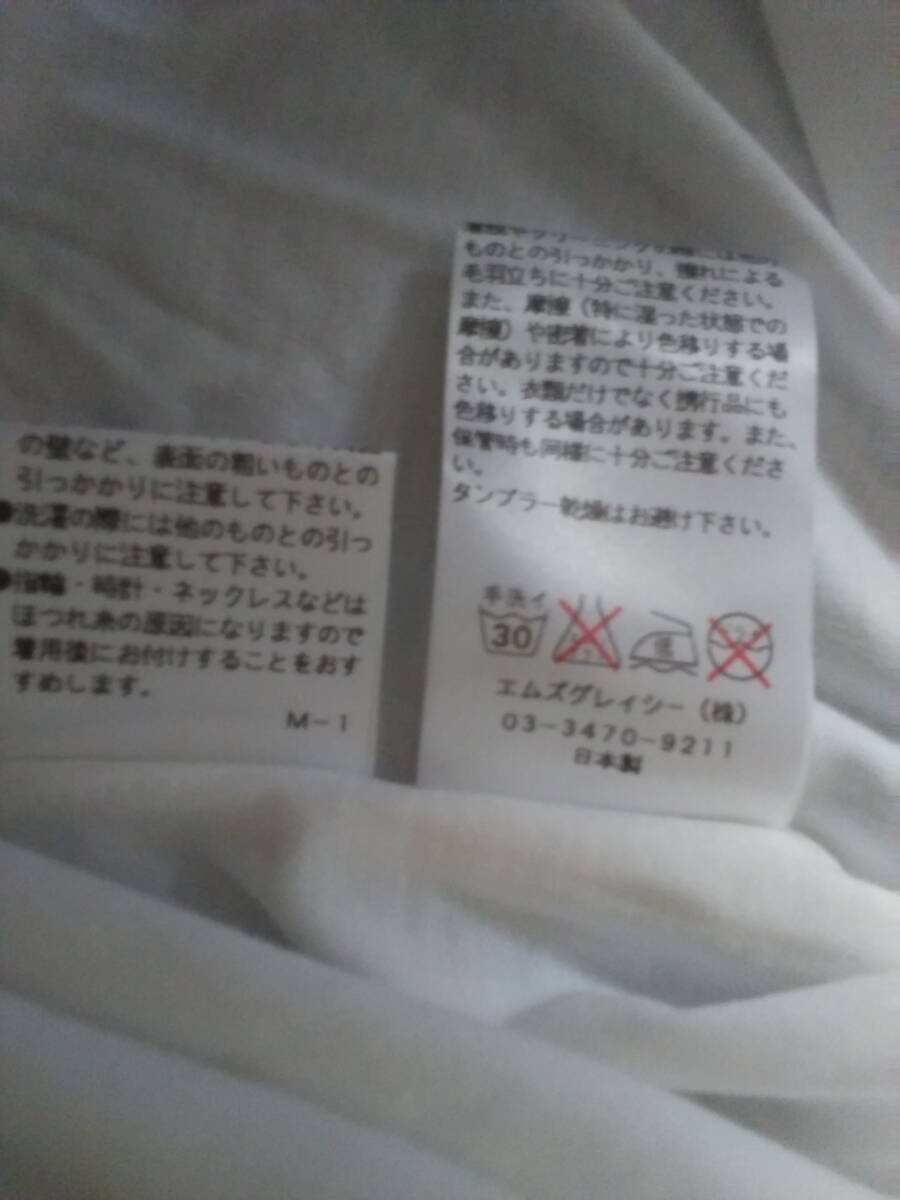 の壁など、表面の粗いものとの
引っかかりに注意して下さい。
●洗濯の際には他のものとの引っ
かかりに注意して下さい。
●指輪・時計・ネックレスなどは
ほつれ糸の原因になりますので
着用後にお付けすることをおす
すめします。
M-1
ものとの引っかかり、擦れによる
毛羽立ちに十分ご注意ください。
また、摩擦（特に湿った状態での
摩擦）や密着により色移りする場
合がありますので十分ご注意くだ
さい。衣類だけでなく携行品にも
色移りする場合があります。また、
保管時も同様に十分ご注意くださ
い。
タンブラー乾燥はお避け下さい。
手洗イ
30
エムズグレイシー（株）
03-3470-9211
日本製